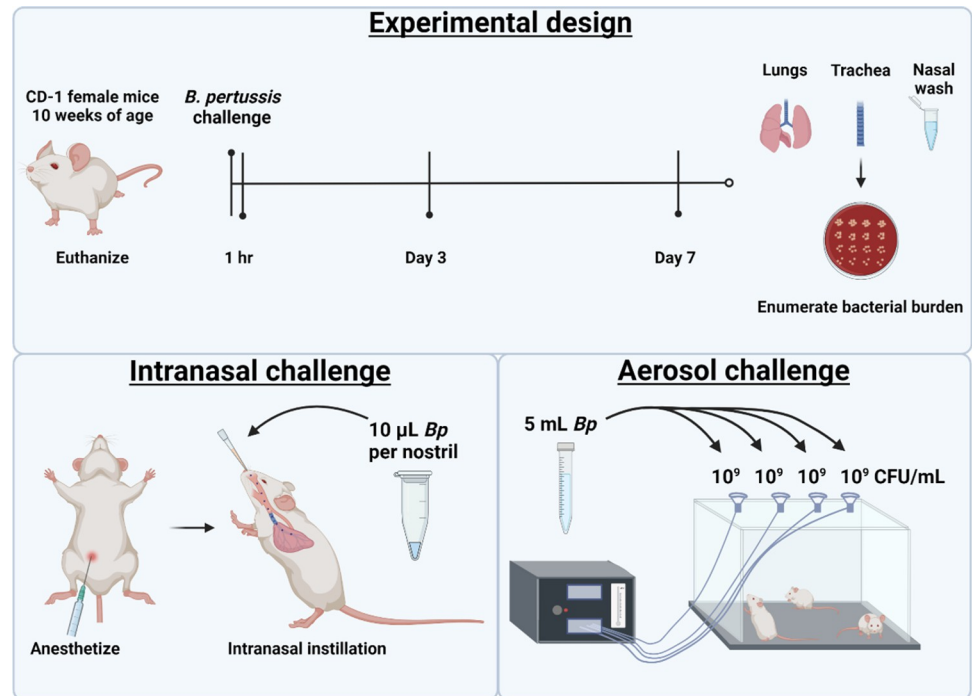 Experimental design
CD-1 female mice
10 weeks of age
B. pertussis
challenge
Lungs
Trachea
Nasal
wash
Euthanize
1 hr
Day 3
Day 7
Enumerate bacterial burden
Intranasal challenge
10 µL Bp
per nostril
Anesthetize
Intranasal instillation
Aerosol challenge
5 mL Bp
10⁹ 10⁹ 10⁹ 10⁹ CFU/mL